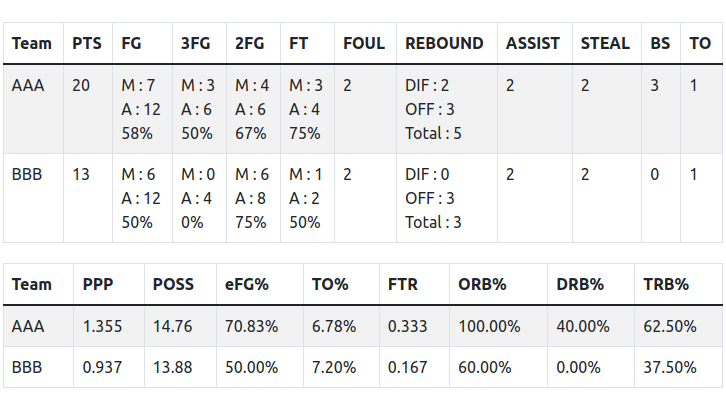 Team PTS FG 3FG 2FG FT FOUL REBOUND ASSIST STEAL BS TO
AAA 20 M : 7 M : 3 M : 4 M : 3 2 DIF : 2 2 2 3 1
A : 12 A : 6 A : 6 A : 4 OFF : 3
58% 50% 67% 75% Total : 5
BBB 13 M : 6 M : 0 M : 6 M : 1 2 DIF : 0 2 2 0 1
A : 12 A : 4 A : 8 A : 2 OFF : 3
50% 0% 75% 50% Total : 3
Team PPP POSS eFG% TO% FTR ORB% DRB% TRB%
AAA 1.355 14.76 70.83% 6.78% 0.333 100.00% 40.00% 62.50%
BBB 0.937 13.88 50.00% 7.20% 0.167 60.00% 0.00% 37.50%